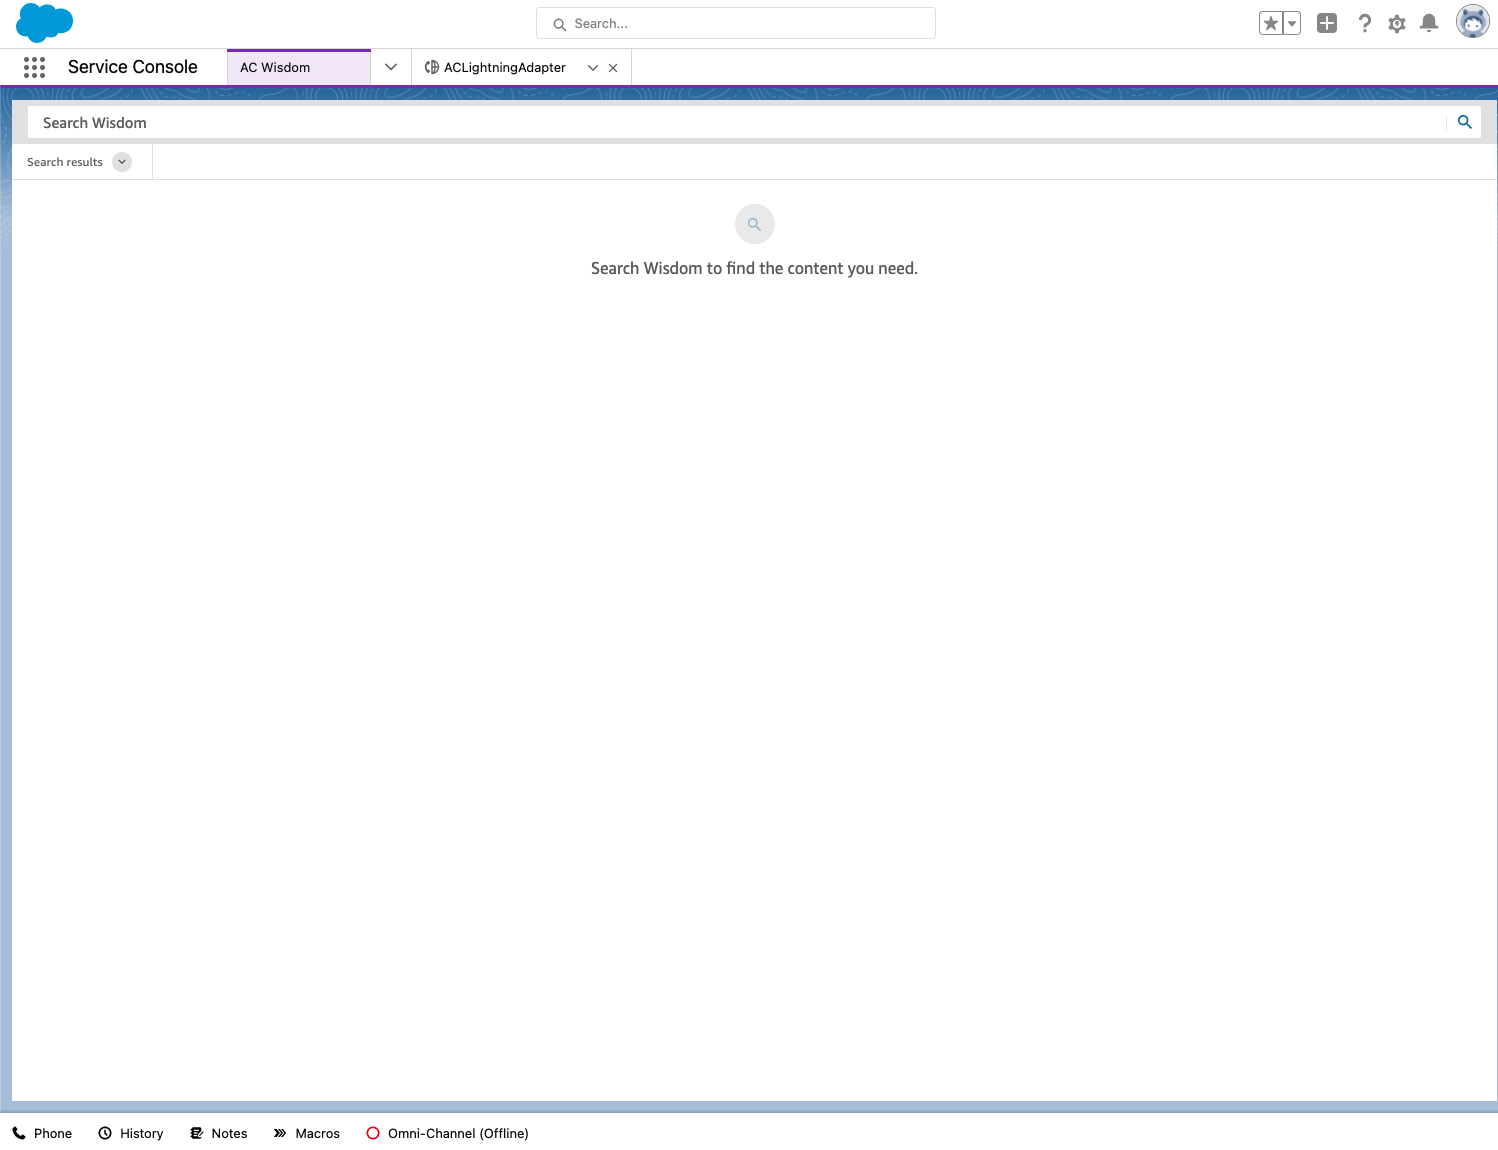 Search...
Service Console
AC Wisdom
ACLightningAdapter
Search Wisdom
Search results
Search Wisdom to find the content you need.
Phone
History
Notes
Macros
Omni-Channel (Offline)